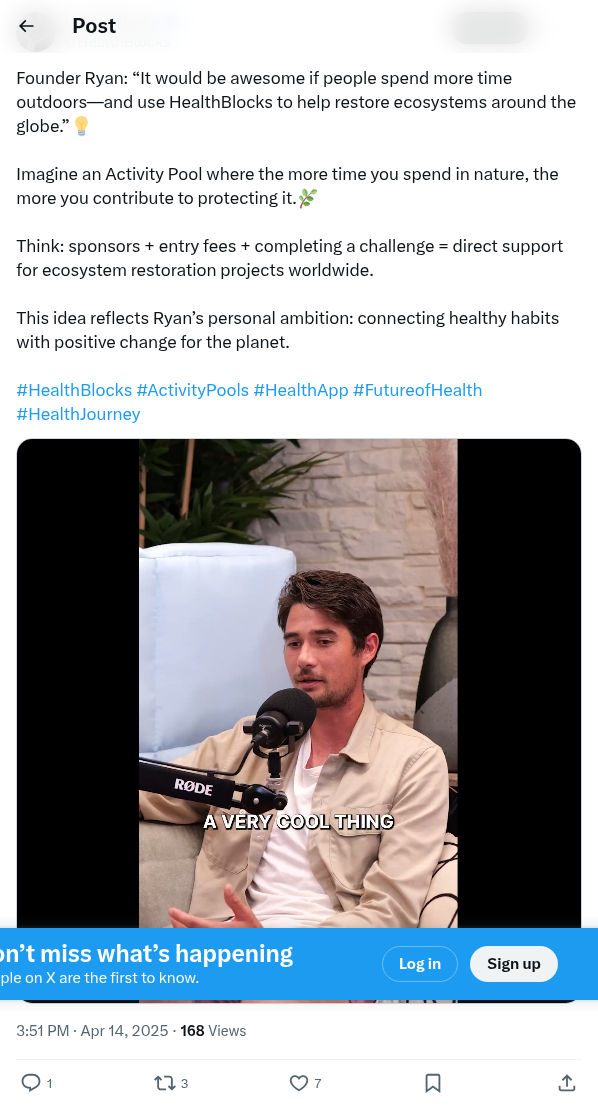 Post
Founder Ryan: “It would be awesome if people spend more time
outdoors—and use HealthBlocks to help restore ecosystems around the
globe.”💡
Imagine an Activity Pool where the more time you spend in nature, the
more you contribute to protecting it.🌿
Think: sponsors + entry fees + completing a challenge = direct support
for ecosystem restoration projects worldwide.
This idea reflects Ryan’s personal ambition: connecting healthy habits
with positive change for the planet.
#HealthBlocks #ActivityPools #HealthApp #FutureofHealth
#HealthJourney
RØDE
A VERY COOL THING
on’t miss what’s happening
ple on X are the first to know.
Log in
Sign up
3:51 PM · Apr 14, 2025 · 168 Views
1
3
7